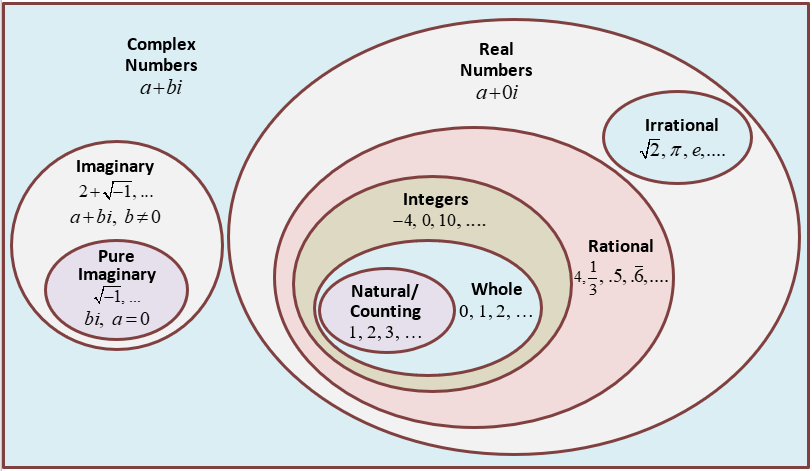 Complex
Numbers
a+bi
Real
Numbers
a+0i
Irrational
√2, π, e,....
Imaginary
2+√−1, ...
a+bi, b≠0
Pure
Imaginary
√−1, ...
bi, a=0
Integers
−4, 0, 10, ....
Rational
4, 1/3, .5, .6̅,....
Natural/
Counting
1, 2, 3, ...
Whole
0, 1, 2, ...